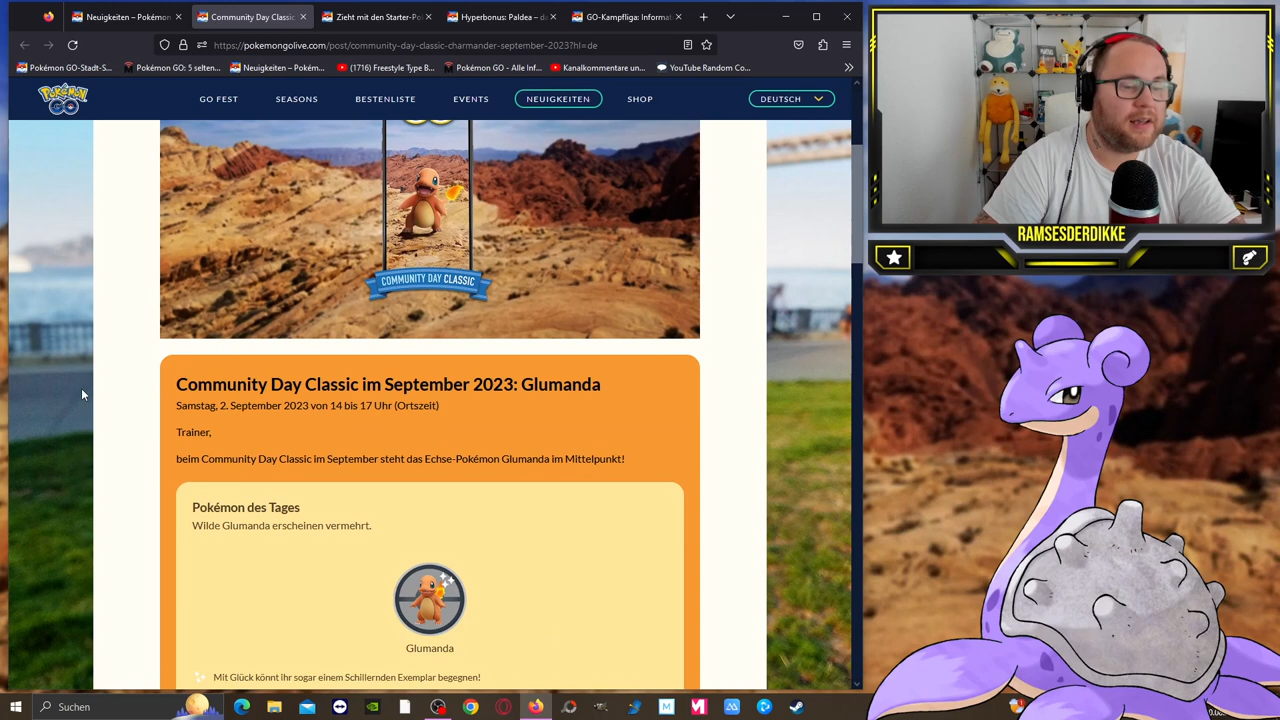 Neuigkeiten – Pokémon
Community Day Classic
Zieht mit den Starter-Po
Hyperbonus: Paldea – d
GO-Kampfliga: Informat
https://pokemongolive.com/post/community-day-classic-charmander-september-2023?hl=de
Pokémon GO-Stadt-S...
Pokémon GO: 5 selten...
Neuigkeiten – Pokém...
(1716) Freestyle Type B...
Pokémon GO - Alle Inf...
Kanalkommentare un...
YouTube Random Co...
POKÉMON GO
GO FEST
SEASONS
BESTENLISTE
EVENTS
NEUIGKEITEN
SHOP
DEUTSCH
COMMUNITY DAY CLASSIC
Community Day Classic im September 2023: Glumanda
Samstag, 2. September 2023 von 14 bis 17 Uhr (Ortszeit)
Trainer,
beim Community Day Classic im September steht das Echse-Pokémon Glumanda im Mittelpunkt!
Pokémon des Tages
Wilde Glumanda erscheinen vermehrt.
Glumanda
Mit Glück könnt ihr sogar einem Schillernden Exemplar begegnen!
RAMSESDERDIKKE
Suchen